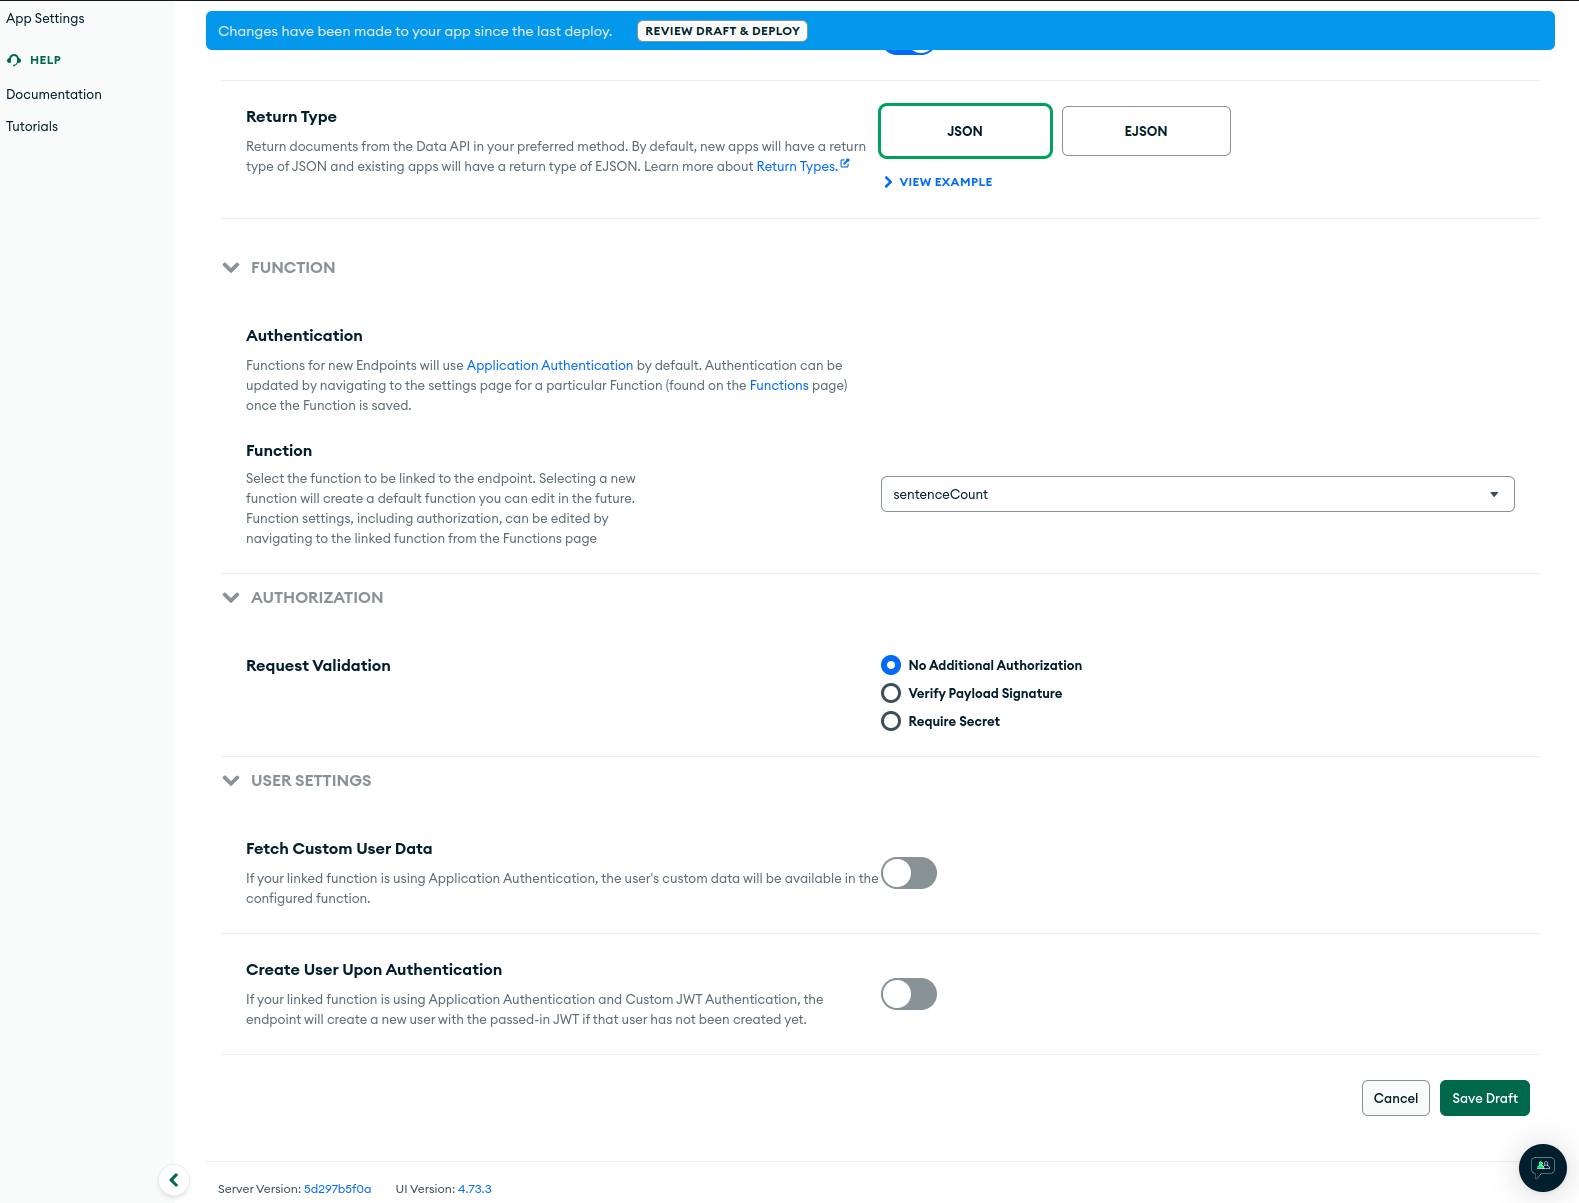 App Settings
HELP
Documentation
Tutorials
Changes have been made to your app since the last deploy.
REVIEW DRAFT & DEPLOY
Return Type
Return documents from the Data API in your preferred method. By default, new apps will have a return
type of JSON and existing apps will have a return type of EJSON. Learn more about Return Types.
JSON
EJSON
VIEW EXAMPLE
FUNCTION
Authentication
Functions for new Endpoints will use Application Authentication by default. Authentication can be
updated by navigating to the settings page for a particular Function (found on the Functions page)
once the Function is saved.
Function
Select the function to be linked to the endpoint. Selecting a new
function will create a default function you can edit in the future.
Function settings, including authorization, can be edited by
navigating to the linked function from the Functions page
sentenceCount
AUTHORIZATION
Request Validation
No Additional Authorization
Verify Payload Signature
Require Secret
USER SETTINGS
Fetch Custom User Data
If your linked function is using Application Authentication, the user's custom data will be available in the
configured function.
Create User Upon Authentication
If your linked function is using Application Authentication and Custom JWT Authentication, the
endpoint will create a new user with the passed-in JWT if that user has not been created yet.
Cancel
Save Draft
Server Version: 5d297b5f0a
UI Version: 4.73.3